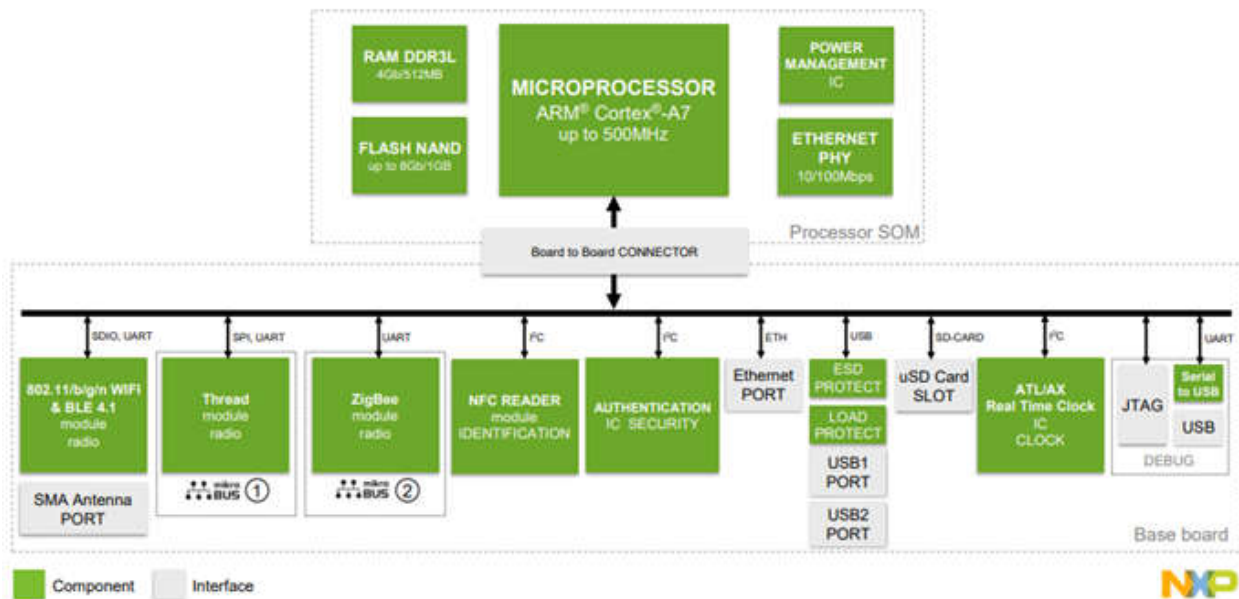 RAM DDR3L
4Gb/512MB
FLASH NAND
up to 8Gb/1GB
MICROPROCESSOR
ARM® Cortex®-A7
up to 500MHz
POWER
MANAGEMENT
IC
ETHERNET
PHY
10/100Mbps
Processor SOM
Board to Board CONNECTOR
SDIO, UART
SPI, UART
UART
I²C
I²C
ETH
USB
SD-CARD
I²C
UART
802.11/b/g/n WIFI
& BLE 4.1
module
radio
SMA Antenna
PORT
Thread
module
radio
mikro
BUS 1
ZigBee
module
radio
mikro
BUS 2
NFC READER
module
IDENTIFICATION
AUTHENTICATION
IC SECURITY
Ethernet
PORT
ESD
PROTECT
LOAD
PROTECT
USB1
PORT
USB2
PORT
uSD Card
SLOT
ATL/AX
Real Time Clock
IC
CLOCK
JTAG
Serial
to USB
USB
DEBUG
Base board
Component
Interface
NXP